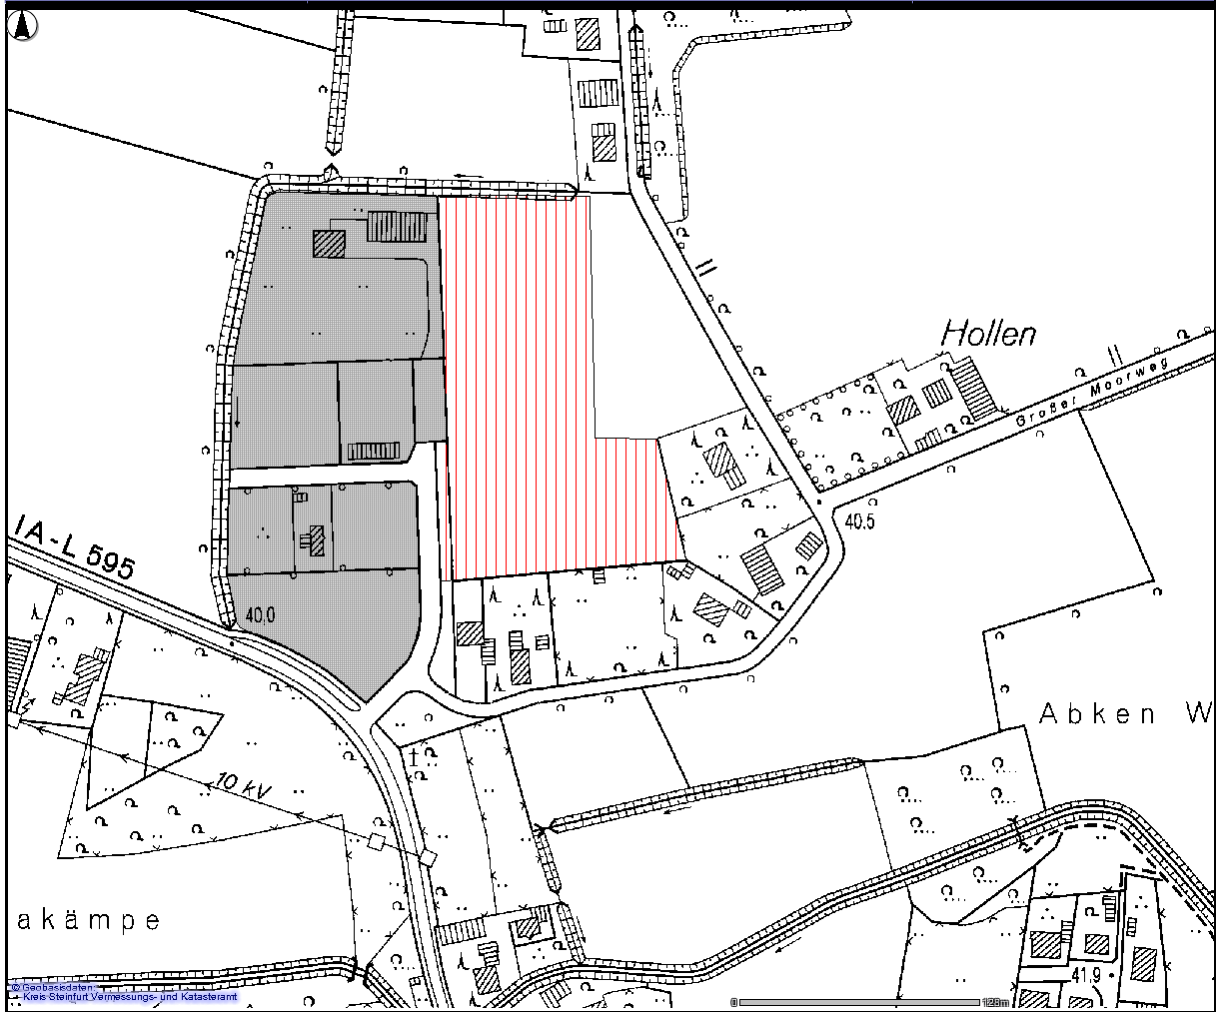 Hollen
Großer Moorweg
IA-L 595
40.5
40,0
Abken W
10 kV
akämpe
41,9
© Geobasisdaten:
Kreis Steinfurt Vermessungs- und Katasteramt
0
128m